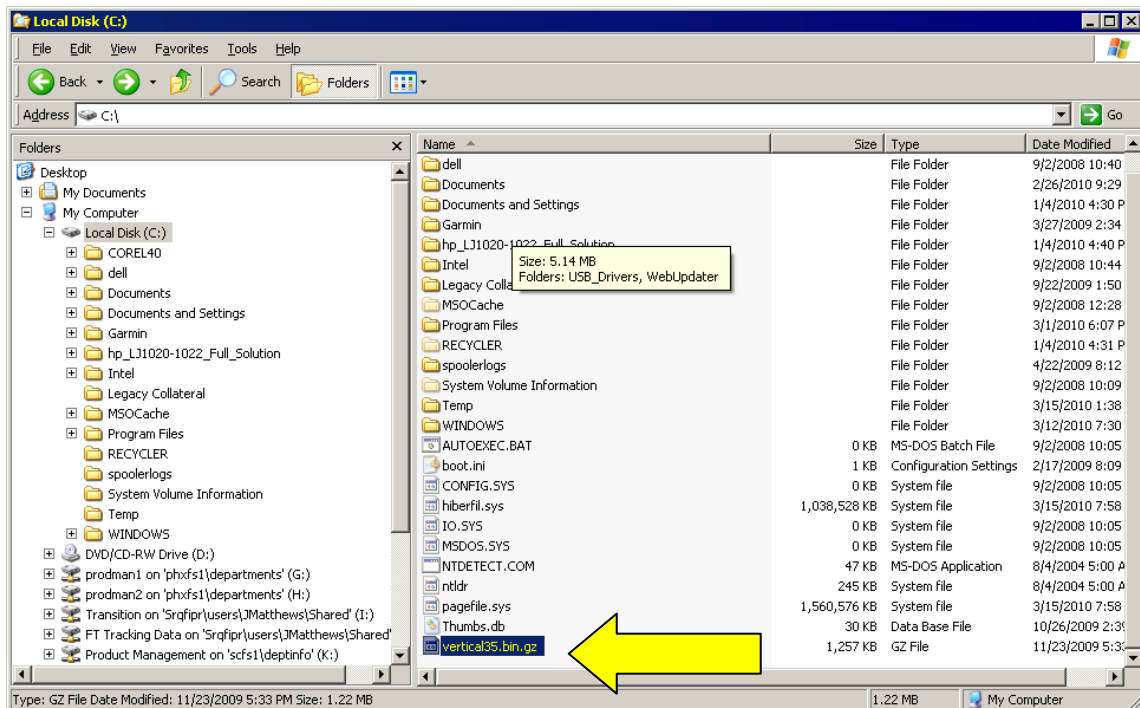 Local Disk (C:)
File Edit View Favorites Tools Help
Back Search Folders
Address C:\ Go
Folders x
Desktop
My Documents
My Computer
Local Disk (C:)
COREL40
dell
Documents
Documents and Settings
Garmin
hp_LJ1020-1022_Full_Solution
Intel
Legacy Collateral
MSOCache
Program Files
RECYCLER
spoolerlogs
System Volume Information
Temp
WINDOWS
DVD/CD-RW Drive (D:)
prodman1 on 'phxfs1\departments' (G:)
prodman2 on 'phxfs1\departments' (H:)
Transition on 'Srqfipr\users\JMatthews\Shared' (I:)
FT Tracking Data on 'Srqfipr\users\JMatthews\Shared'
Product Management on 'scfs1\deptinfo' (K:)
Name Size Type Date Modified
dell File Folder 9/2/2008 10:40
Documents File Folder 2/26/2010 9:29
Documents and Settings File Folder 1/4/2010 4:30 P
Garmin File Folder 3/27/2009 2:34
hp_LJ1020-1022_Full_Solution File Folder 1/4/2010 4:40 P
Size: 5.14 MB
Folders: USB_Drivers, WebUpdater
Intel File Folder 9/2/2008 10:44
Legacy Colla File Folder 9/22/2009 1:50
MSOCache File Folder 9/2/2008 12:28
Program Files File Folder 3/1/2010 6:07 P
RECYCLER File Folder 1/4/2010 4:31 P
spoolerlogs File Folder 4/22/2009 8:12
System Volume Information File Folder 9/2/2008 10:09
Temp File Folder 3/15/2010 1:38
WINDOWS File Folder 3/12/2010 7:30
AUTOEXEC.BAT 0 KB MS-DOS Batch File 9/2/2008 10:05
boot.ini 1 KB Configuration Settings 2/17/2009 8:09
CONFIG.SYS 0 KB System file 9/2/2008 10:05
hiberfil.sys 1,038,528 KB System file 3/15/2010 7:58
IO.SYS 0 KB System file 9/2/2008 10:05
MSDOS.SYS 0 KB System file 9/2/2008 10:05
NTDETECT.COM 47 KB MS-DOS Application 8/4/2004 5:00 A
ntldr 245 KB System file 8/4/2004 5:00 A
pagefile.sys 1,560,576 KB System file 3/15/2010 7:58
Thumbs.db 30 KB Data Base File 10/26/2009 2:39
vertical35.bin.gz 1,257 KB GZ File 11/23/2009 5:33
Type: GZ File Date Modified: 11/23/2009 5:33 PM Size: 1.22 MB 1.22 MB My Computer